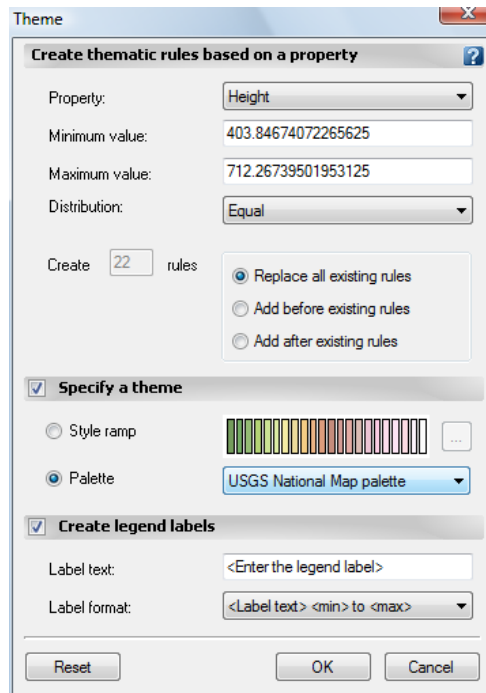 Theme
Create thematic rules based on a property
?
Property: Height
Minimum value: 403.84674072265625
Maximum value: 712.26739501953125
Distribution: Equal
Create 22 rules
Replace all existing rules
Add before existing rules
Add after existing rules
Specify a theme
Style ramp ...
Palette USGS National Map palette
Create legend labels
Label text: <Enter the legend label>
Label format: <Label text> <min> to <max>
Reset OK Cancel